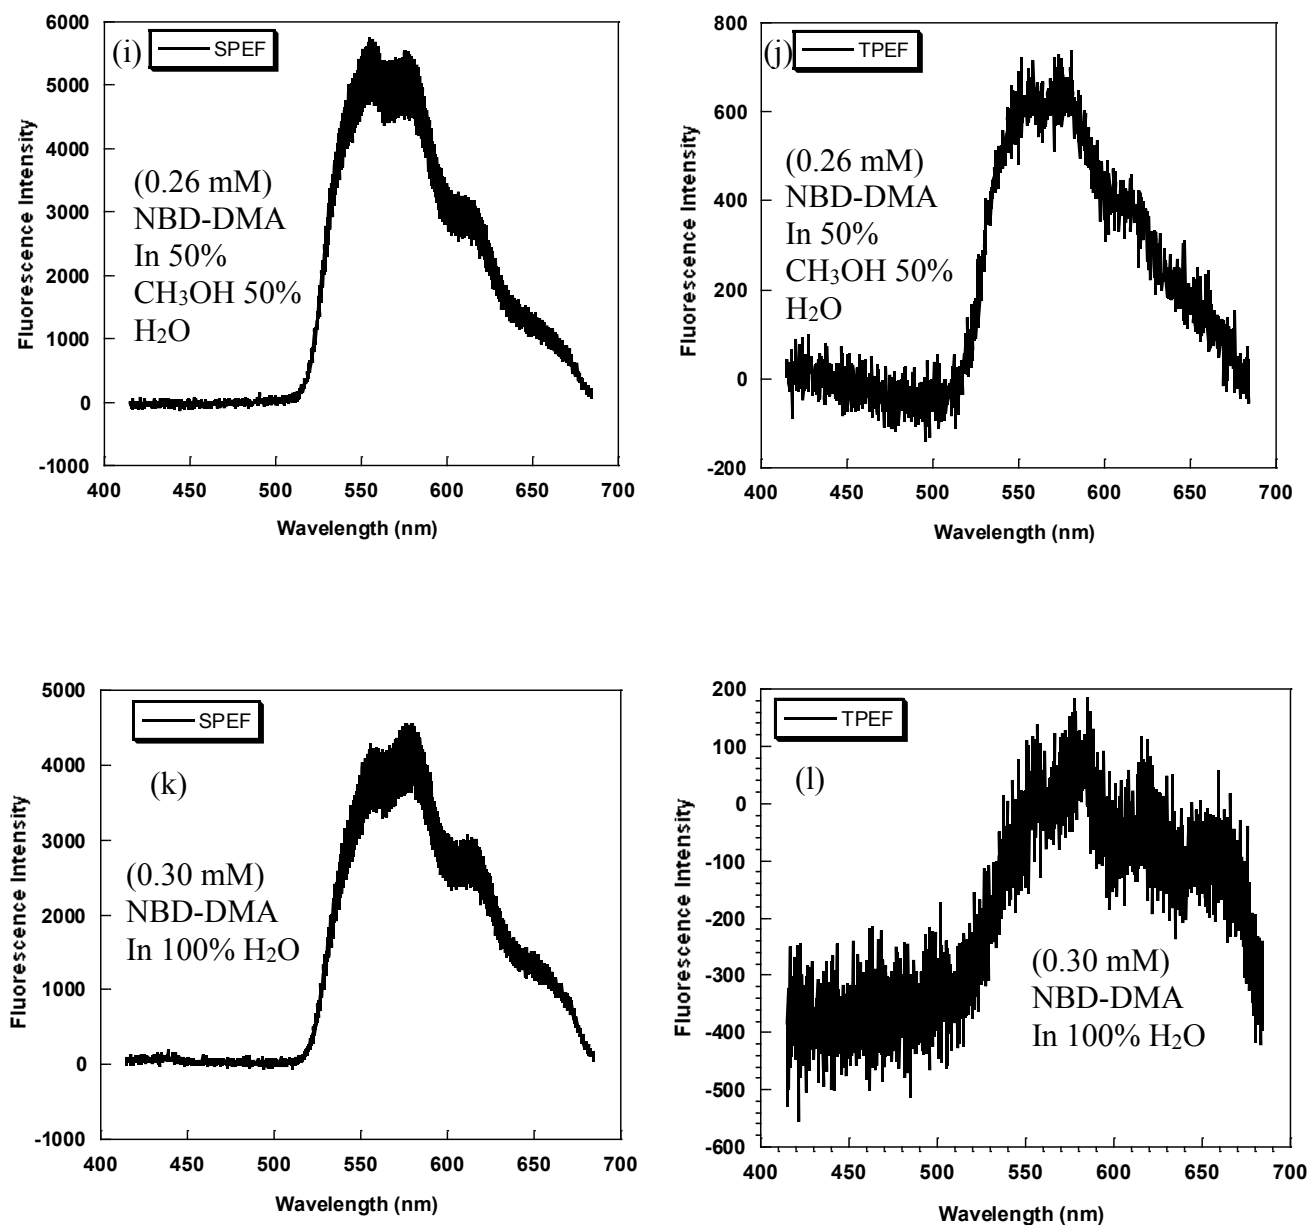 (i)
SPEF
6000
5000
4000
3000
2000
1000
0
-1000
Fluorescence Intensity
(0.26 mM)
NBD-DMA
In 50%
CH₃OH 50%
H₂O
400 450 500 550 600 650 700
Wavelength (nm)
(j)
TPEF
800
600
400
200
0
-200
Fluorescence Intensity
(0.26 mM)
NBD-DMA
In 50%
CH₃OH 50%
H₂O
400 450 500 550 600 650 700
Wavelength (nm)
SPEF
(k)
5000
4000
3000
2000
1000
0
-1000
Fluorescence Intensity
(0.30 mM)
NBD-DMA
In 100% H₂O
400 450 500 550 600 650 700
Wavelength (nm)
TPEF
(l)
200
100
0
-100
-200
-300
-400
-500
-600
Fluorescence Intensity
(0.30 mM)
NBD-DMA
In 100% H₂O
400 450 500 550 600 650 700
Wavelength (nm)